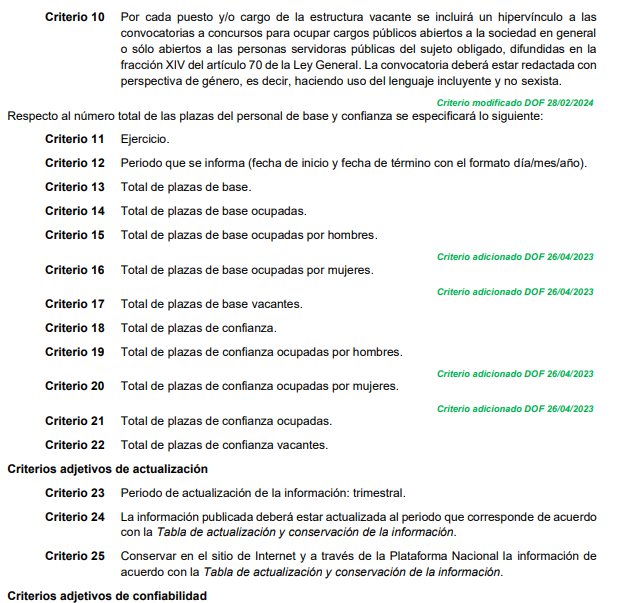 Criterio 10 Por cada puesto y/o cargo de la estructura vacante se incluirá un hipervínculo a las
convocatorias a concursos para ocupar cargos públicos abiertos a la sociedad en general
o sólo abiertos a las personas servidoras públicas del sujeto obligado, difundidas en la
fracción XIV del artículo 70 de la Ley General. La convocatoria deberá estar redactada con
perspectiva de género, es decir, haciendo uso del lenguaje incluyente y no sexista.
Criterio modificado DOF 28/02/2024
Respecto al número total de las plazas del personal de base y confianza se especificará lo siguiente:
Criterio 11 Ejercicio.
Criterio 12 Periodo que se informa (fecha de inicio y fecha de término con el formato día/mes/año).
Criterio 13 Total de plazas de base.
Criterio 14 Total de plazas de base ocupadas.
Criterio 15 Total de plazas de base ocupadas por hombres.
Criterio adicionado DOF 26/04/2023
Criterio 16 Total de plazas de base ocupadas por mujeres.
Criterio adicionado DOF 26/04/2023
Criterio 17 Total de plazas de base vacantes.
Criterio 18 Total de plazas de confianza.
Criterio 19 Total de plazas de confianza ocupadas por hombres.
Criterio adicionado DOF 26/04/2023
Criterio 20 Total de plazas de confianza ocupadas por mujeres.
Criterio adicionado DOF 26/04/2023
Criterio 21 Total de plazas de confianza ocupadas.
Criterio 22 Total de plazas de confianza vacantes.
Criterios adjetivos de actualización
Criterio 23 Periodo de actualización de la información: trimestral.
Criterio 24 La información publicada deberá estar actualizada al periodo que corresponde de acuerdo
con la Tabla de actualización y conservación de la información.
Criterio 25 Conservar en el sitio de Internet y a través de la Plataforma Nacional la información de
acuerdo con la Tabla de actualización y conservación de la información.
Criterios adjetivos de confiabilidad